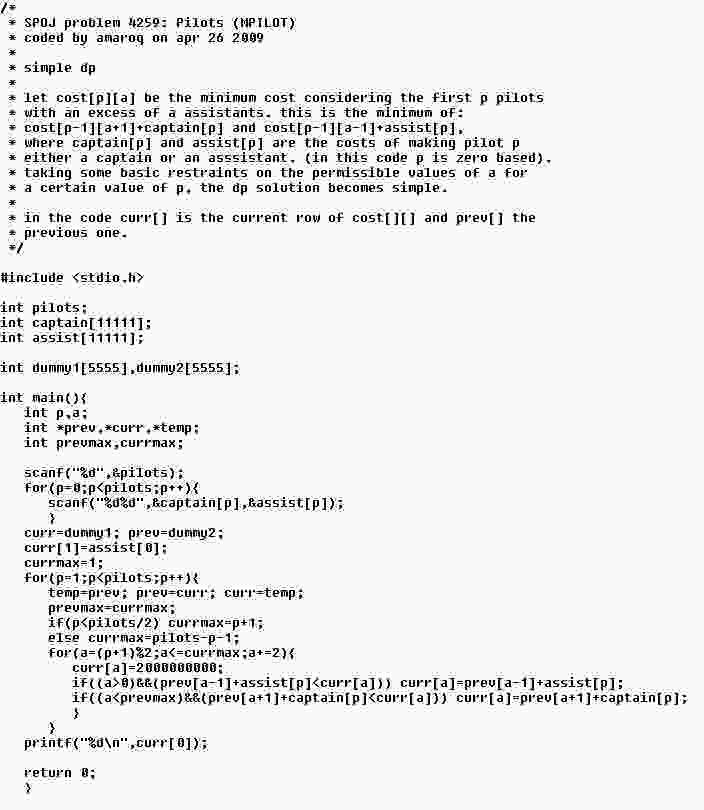 /*
 * SPOJ problem 4259: Pilots (MPILOT)
 * coded by amaroq on apr 26 2009
 *
 * simple dp
 *
 * let cost[p][a] be the minimum cost considering the first p pilots
 * with an excess of a assistants. this is the minimum of:
 * cost[p-1][a+1]+captain[p] and cost[p-1][a-1]+assist[p],
 * where captain[p] and assist[p] are the costs of making pilot p
 * either a captain or an asssistant. (in this code p is zero based).
 * taking some basic restraints on the permissible values of a for
 * a certain value of p, the dp solution becomes simple.
 *
 * in the code curr[] is the current row of cost[][] and prev[] the
 * previous one.
 */

#include <stdio.h>

int pilots;
int captain[11111];
int assist[11111];

int dummy1[5555],dummy2[5555];

int main(){
   int p,a;
   int *prev,*curr,*temp;
   int prevmax,currmax;

   scanf("%d",&pilots);
   for(p=0;p<pilots;p++){
      scanf("%d%d",&captain[p],&assist[p]);
      }
   curr=dummy1; prev=dummy2;
   curr[1]=assist[0];
   currmax=1;
   for(p=1;p<pilots;p++){
      temp=prev; prev=curr; curr=temp;
      prevmax=currmax;
      if(p<pilots/2) currmax=p+1;
      else currmax=pilots-p-1;
      for(a=(p+1)%2;a<=currmax;a+=2){
         curr[a]=2000000000;
         if((a>0)&&(prev[a-1]+assist[p]<curr[a])) curr[a]=prev[a-1]+assist[p];
         if((a<prevmax)&&(prev[a+1]+captain[p]<curr[a])) curr[a]=prev[a+1]+captain[p];
         }
      }
   printf("%d\n",curr[0]);

   return 0;
   }